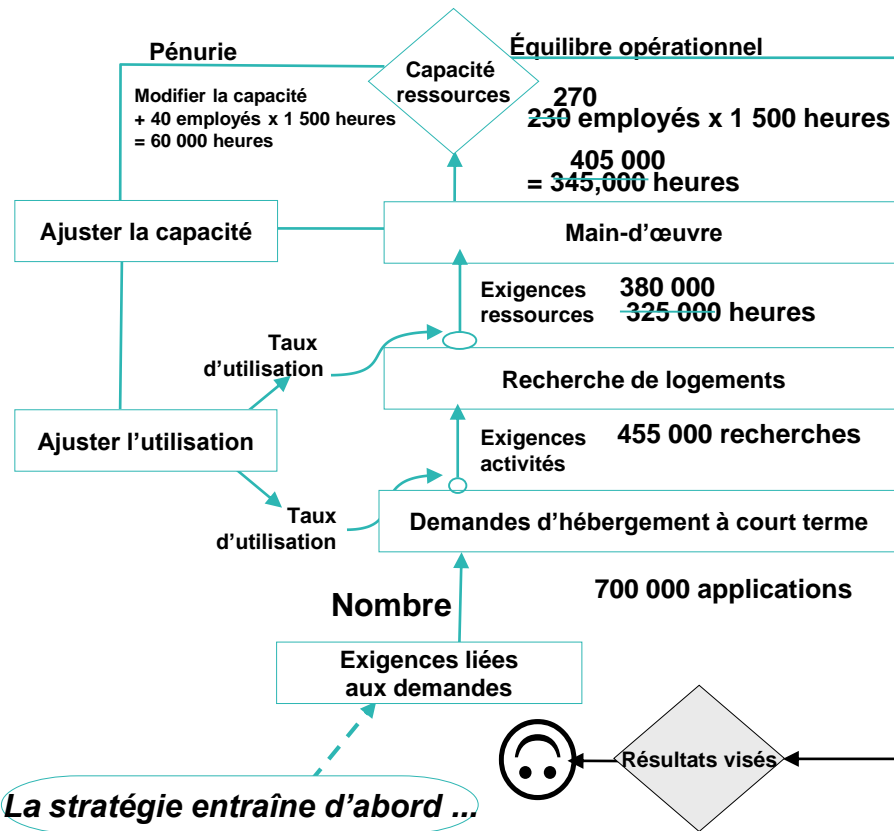 Pénurie
Équilibre opérationnel
Capacité
ressources
Modifier la capacité
+ 40 employés x 1 500 heures
= 60 000 heures
270
230 employés x 1 500 heures
405 000
= 345,000 heures
Ajuster la capacité
Main-d’œuvre
Exigences
ressources
380 000
325 000 heures
Taux
d’utilisation
Recherche de logements
Ajuster l’utilisation
Exigences
activités
455 000 recherches
Taux
d’utilisation
Demandes d’hébergement à court terme
Nombre
700 000 applications
Exigences liées
aux demandes
Résultats visés
La stratégie entraîne d’abord ...